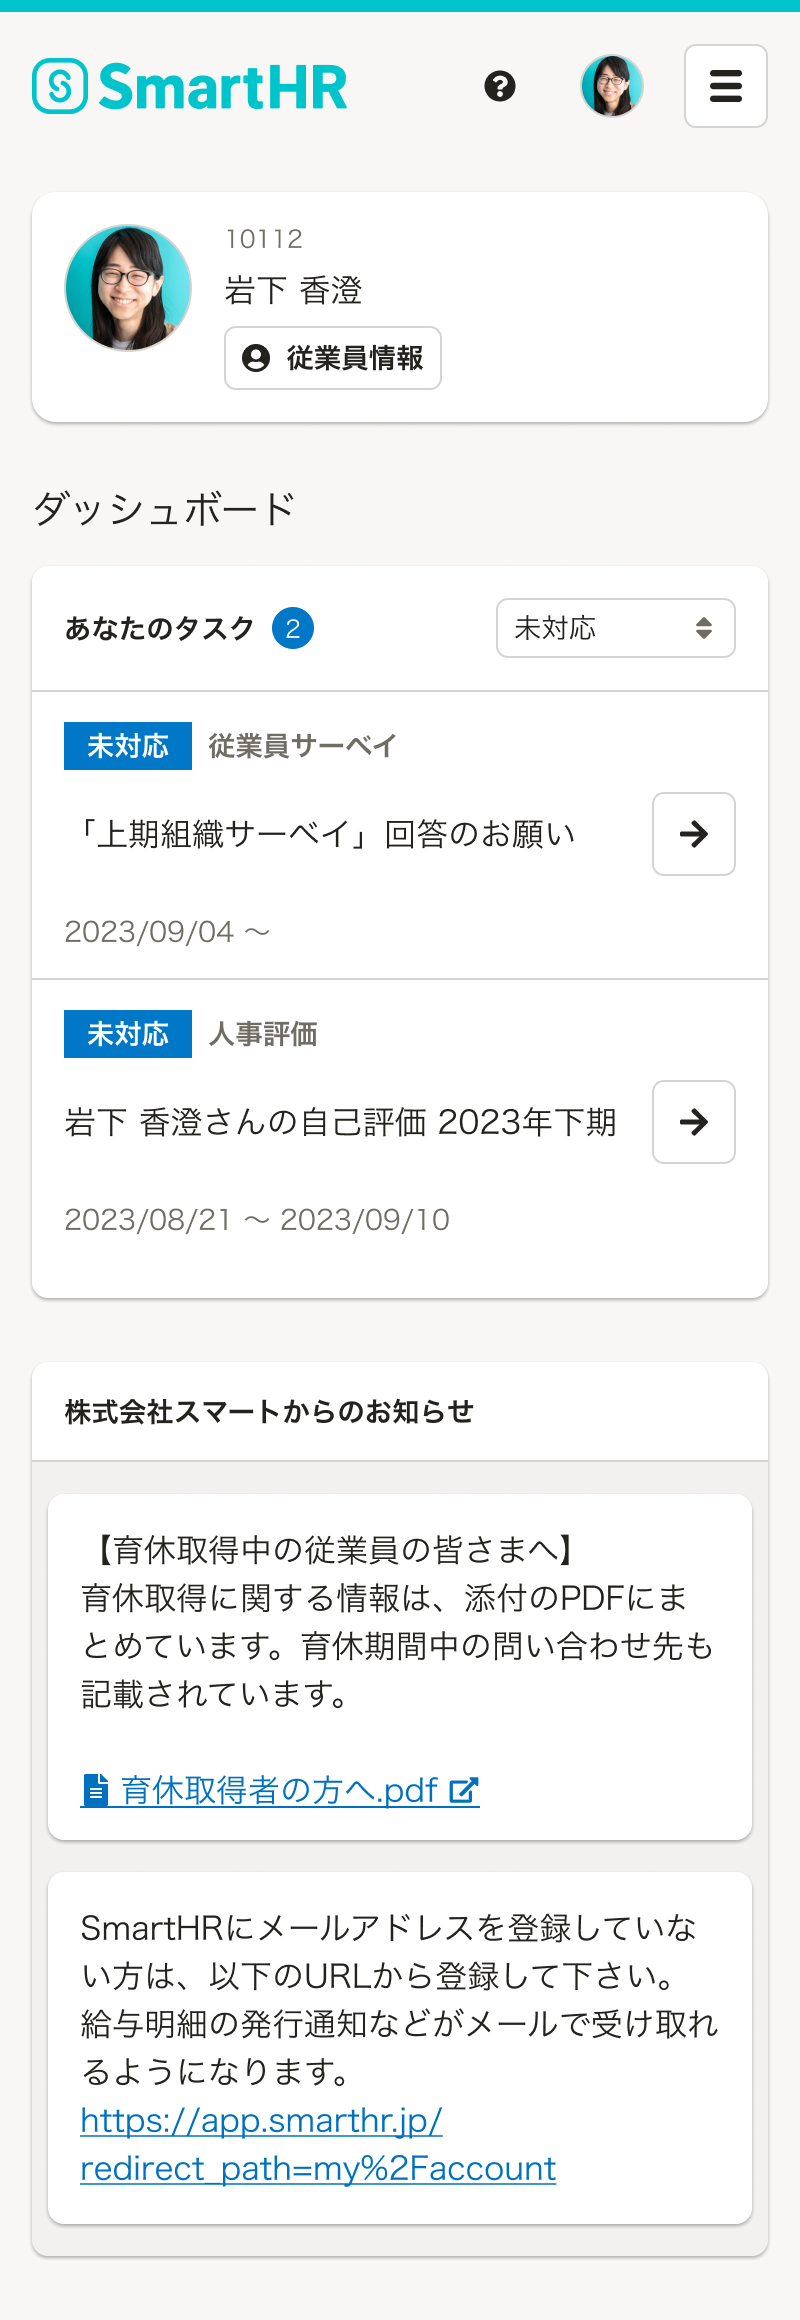 SmartHR
10112
岩下 香澄
従業員情報
ダッシュボード
あなたのタスク 2 未対応
未対応 従業員サーベイ
「上期組織サーベイ」回答のお願い
2023/09/04 〜
未対応 人事評価
岩下 香澄さんの自己評価 2023年下期
2023/08/21 〜 2023/09/10
株式会社スマートからのお知らせ
【育休取得中の従業員の皆さまへ】
育休取得に関する情報は、添付のPDFにま
とめています。育休期間中の問い合わせ先も
記載されています。
育休取得者の方へ.pdf
SmartHRにメールアドレスを登録していな
い方は、以下のURLから登録して下さい。
給与明細の発行通知などがメールで受け取れ
るようになります。
https://app.smarthr.jp/
redirect_path=my%2Faccount